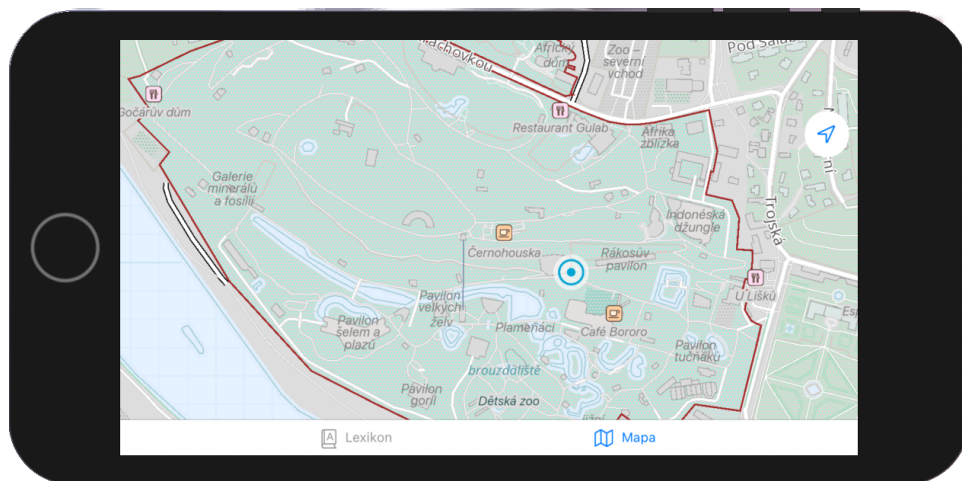 Machovkou
Africký
dům
Zoo –
severní
vchod
Pod Salab
Gočárův dům
Restaurant Gulab
Afrika
zblízka
Galerie
minerálů
a fosílií
Trojská
Indonéská
džungle
Černohouska
Rákosův
pavilon
U Lišků
Pavilon
velkých
želv
Pavilon
šelem a
plazů
Plameňáci
Café Bororo
Pavilon
tučňáků
brouzdaliště
Pavilon
goril
Dětská zoo
A Lexikon
Mapa